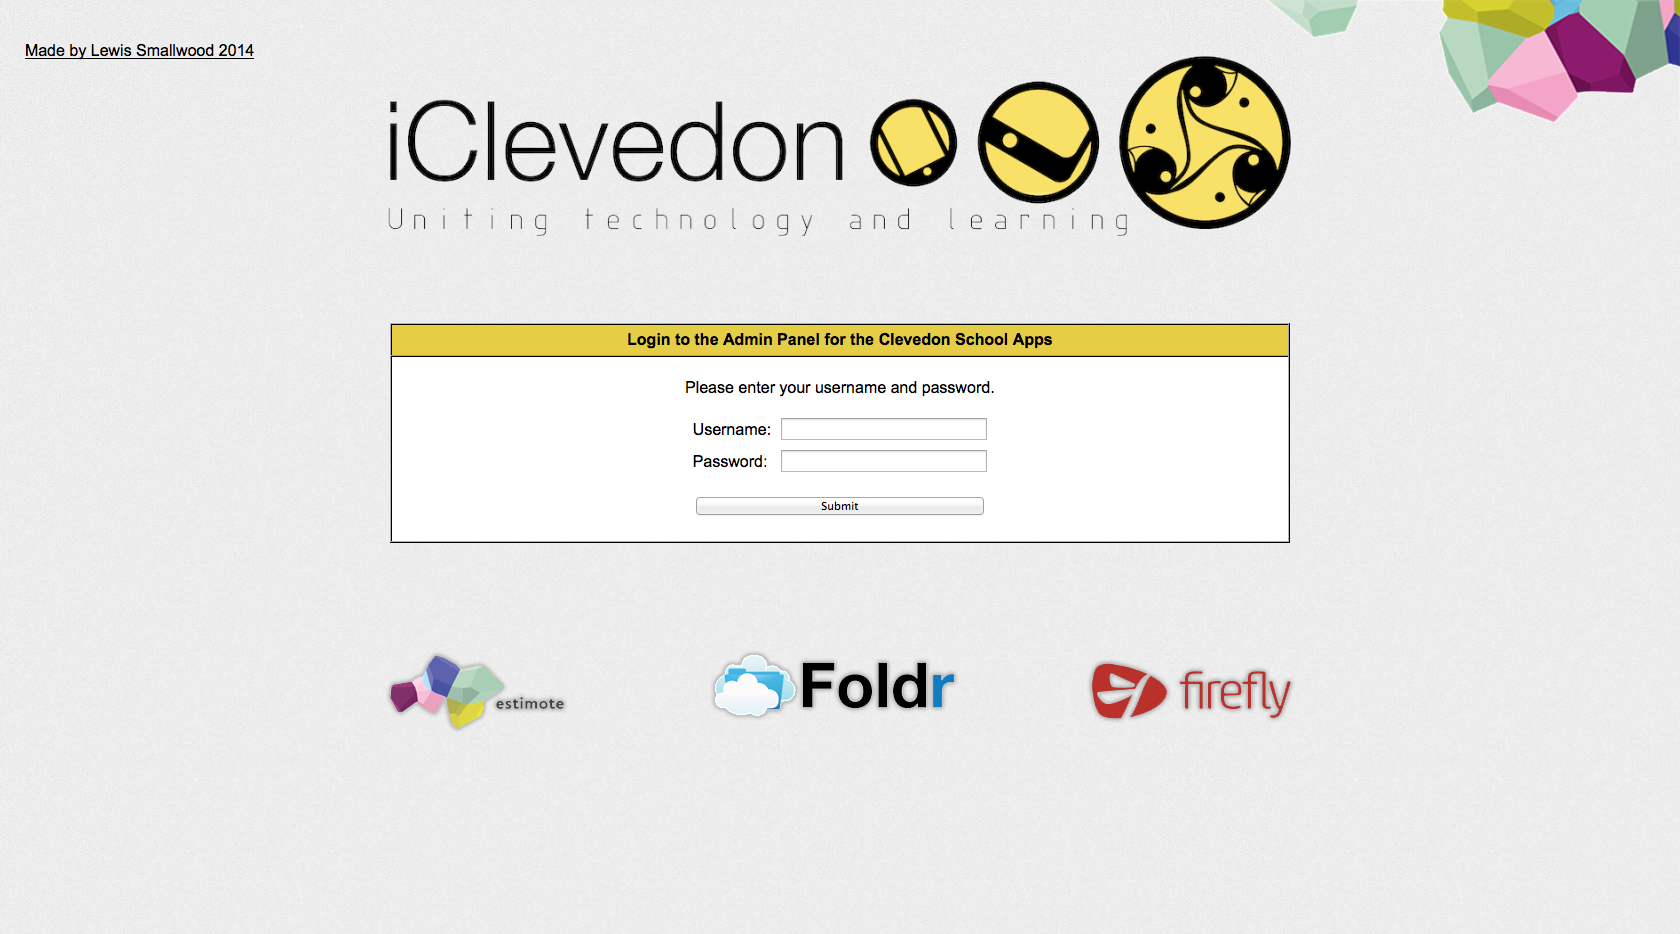 Made by Lewis Smallwood 2014
iClevedon
Uniting technology and learning
Login to the Admin Panel for the Clevedon School Apps
Please enter your username and password.
Username:
Password:
Submit
estimote
Foldr
firefly